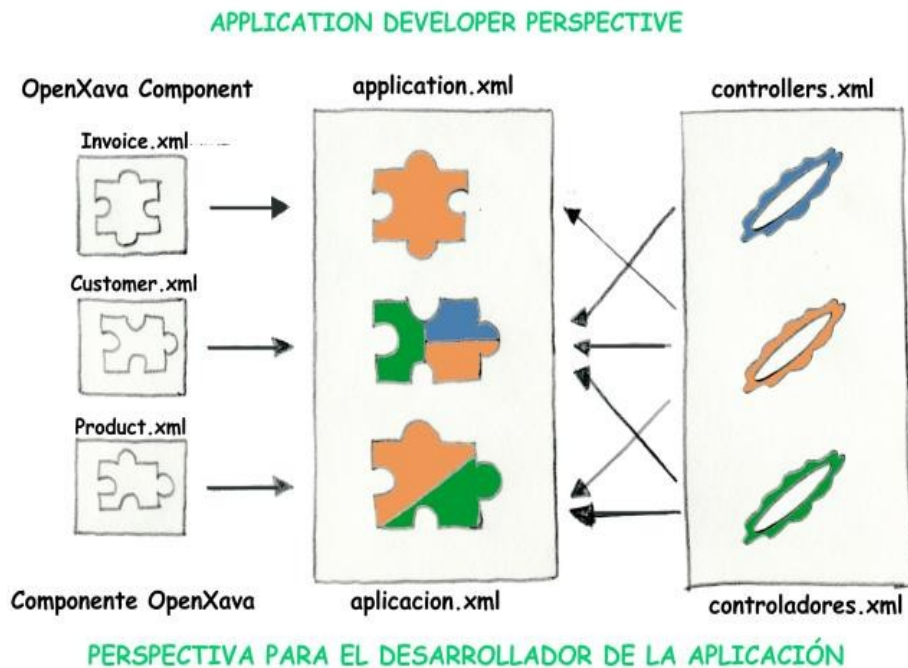 APPLICATION DEVELOPER PERSPECTIVE
OpenXava Component
application.xml
controllers.xml
Invoice.xml
Customer.xml
Product.xml
Componente OpenXava
aplicacion.xml
controladores.xml
PERSPECTIVA PARA EL DESARROLLADOR DE LA APLICACIÓN